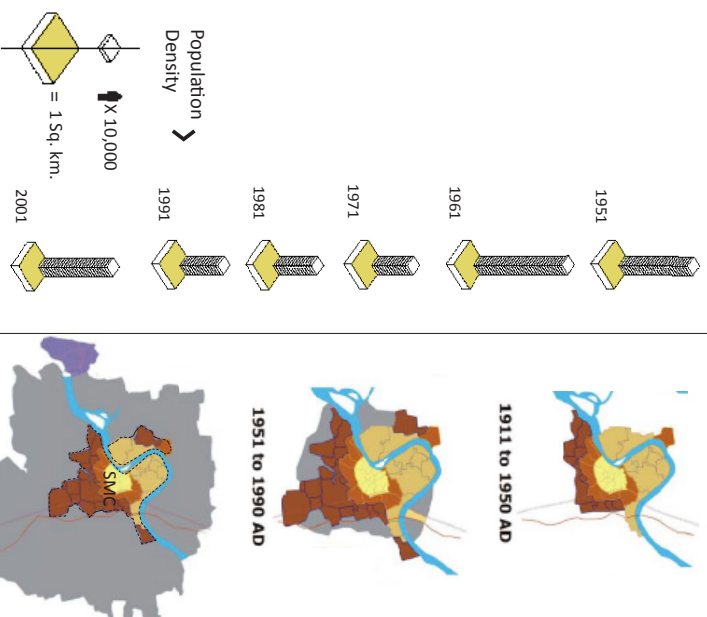 Population
Density
X 10,000
= 1 Sq. km.
1951
1961
1971
1981
1991
2001
1911 to 1950 AD
1951 to 1990 AD
SMC